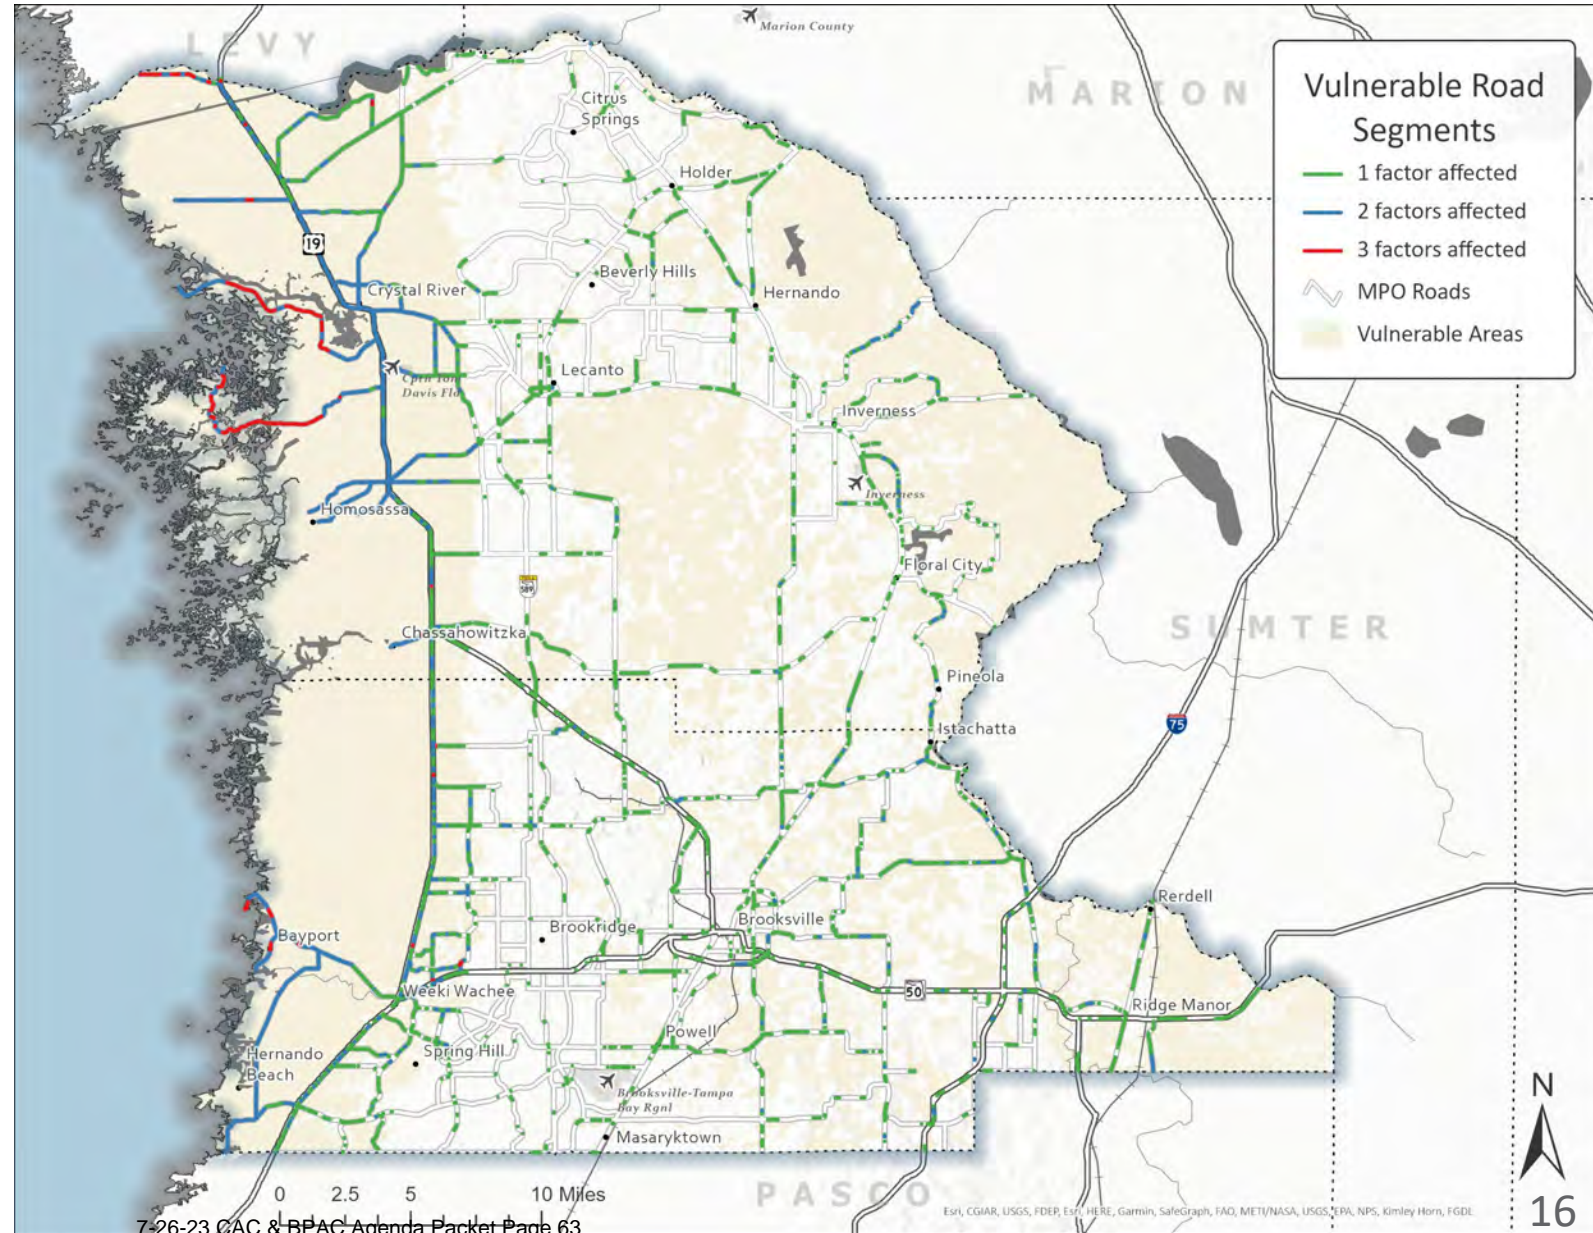 LEVY
Marion County
MARION
Vulnerable Road
Segments
1 factor affected
2 factors affected
3 factors affected
MPO Roads
Vulnerable Areas
Citrus
Springs
Holder
19
Crystal River
Beverly Hills
Hernando
Lecanto
Davis Fld
Inverness
Inverness
Homosassa
589
Floral City
SUMTER
Chassahowitzka
Pineola
Istachatta
75
Rerdell
Bayport
Brookridge
Brooksville
Weeki Wachee
50
Ridge Manor
Powell
Hernando
Beach
Spring Hill
Brooksville-Tampa
Bay Rgnl
Masaryktown
N
0 2.5 5 10 Miles
PASCO
Esri, CGIAR, USGS, FDEP, Esri, HERE, Garmin, SafeGraph, FAO, METI/NASA, USGS, EPA, NPS, Kimley Horn, FGDL
16
7-26-23 CAC & BPAC Agenda Packet Page 63